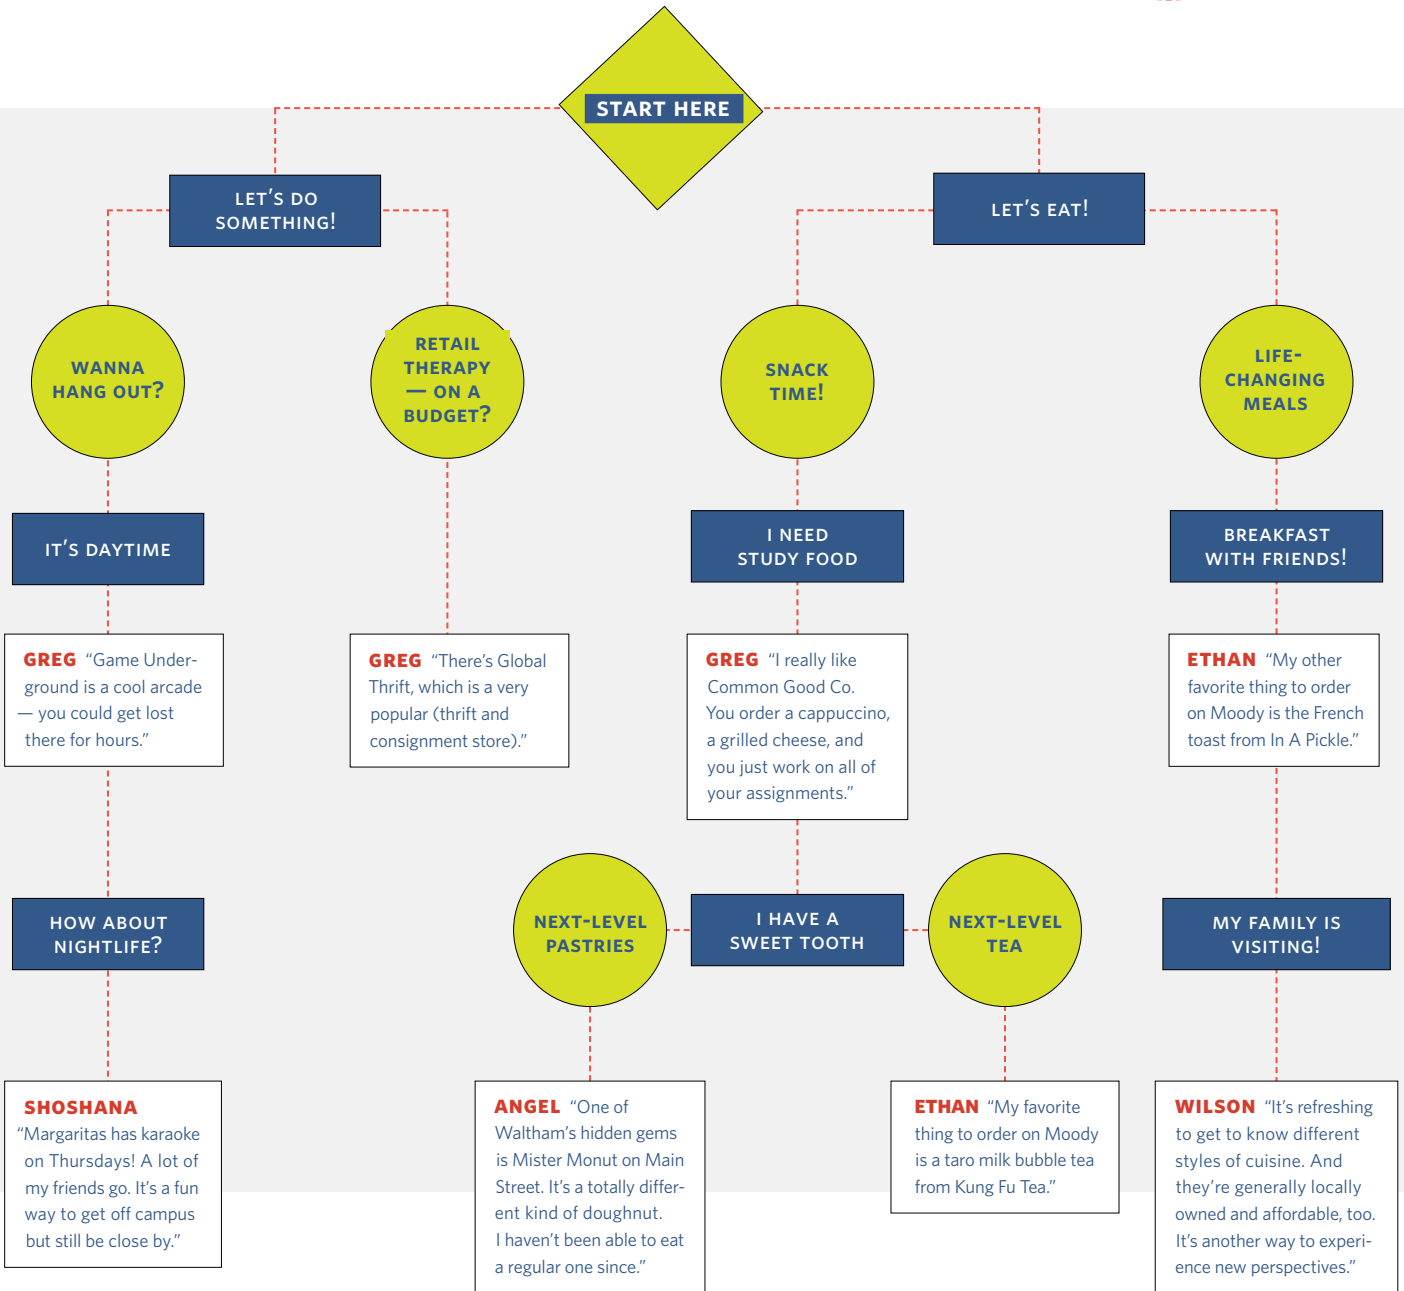 START HERE
LET'S DO
SOMETHING!
LET'S EAT!
WANNA
HANG OUT?
RETAIL
THERAPY
— ON A
BUDGET?
SNACK
TIME!
LIFE-
CHANGING
MEALS
IT'S DAYTIME
I NEED
STUDY FOOD
BREAKFAST
WITH FRIENDS!
GREG “Game Under-
ground is a cool arcade
— you could get lost
there for hours.”
GREG “There’s Global
Thrift, which is a very
popular (thrift and
consignment store).”
GREG “I really like
Common Good Co.
You order a cappuccino,
a grilled cheese, and
you just work on all of
your assignments.”
ETHAN “My other
favorite thing to order
on Moody is the French
toast from In A Pickle.”
HOW ABOUT
NIGHTLIFE?
NEXT-LEVEL
PASTRIES
I HAVE A
SWEET TOOTH
NEXT-LEVEL
TEA
MY FAMILY IS
VISITING!
SHOSHANA
“Margaritas has karaoke
on Thursdays! A lot of
my friends go. It’s a fun
way to get off campus
but still be close by.”
ANGEL “One of
Waltham’s hidden gems
is Mister Monut on Main
Street. It’s a totally differ-
ent kind of doughnut.
I haven’t been able to eat
a regular one since.”
ETHAN “My favorite
thing to order on Moody
is a taro milk bubble tea
from Kung Fu Tea.”
WILSON “It’s refreshing
to get to know different
styles of cuisine. And
they’re generally locally
owned and affordable, too.
It’s another way to experi-
ence new perspectives.”